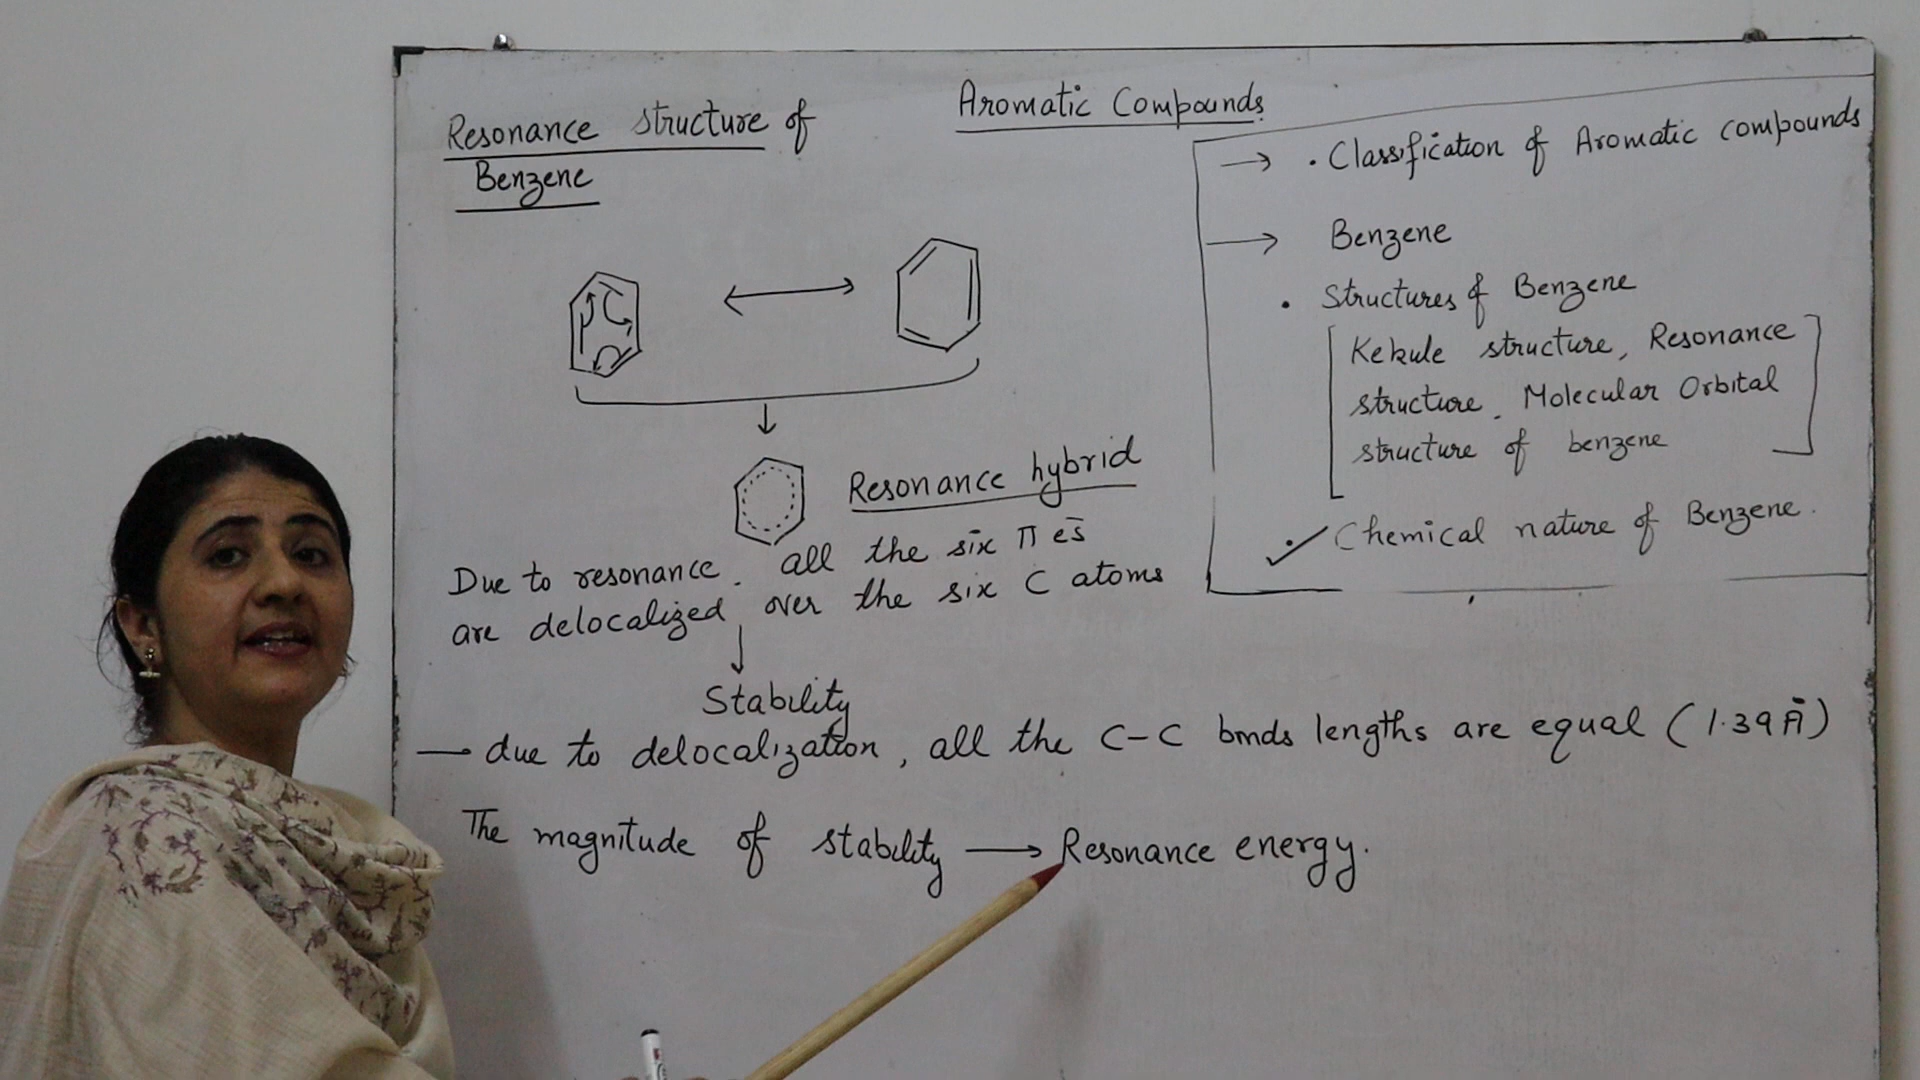 Aromatic Compounds
Resonance structure of
Benzene
Resonance hybrid
Due to resonance, all the six π es̄
are delocalized over the six C atoms
Stability
— due to delocalization, all the C-C bonds lengths are equal (1.39 Å)
The magnitude of stability → Resonance energy.
→ • Classification of Aromatic compounds
→ Benzene
• Structures of Benzene
[Kekule structure, Resonance
structure, Molecular Orbital
structure of benzene]
• Chemical nature of Benzene.